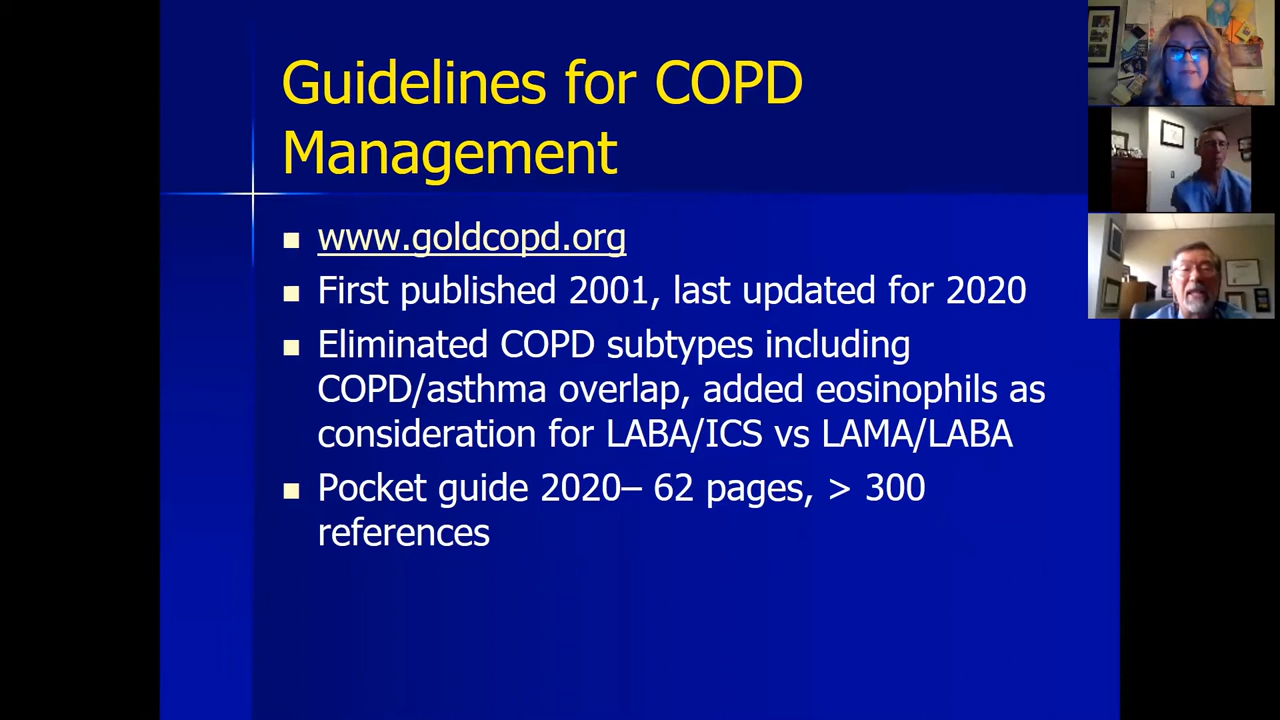 Guidelines for COPD
Management
www.goldcopd.org
First published 2001, last updated for 2020
Eliminated COPD subtypes including
COPD/asthma overlap, added eosinophils as
consideration for LABA/ICS vs LAMA/LABA
Pocket guide 2020– 62 pages, > 300
references